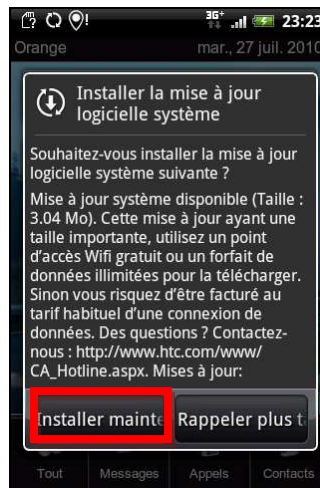 3G+ 23:23
Orange mar., 27 juil. 2010
Installer la mise à jour
logicielle système
Souhaitez-vous installer la mise à jour
logicielle système suivante ?
Mise à jour système disponible (Taille :
3.04 Mo). Cette mise à jour ayant une
taille importante, utilisez un point
d'accès Wifi gratuit ou un forfait de
données illimitées pour la télécharger.
Sinon vous risquez d'être facturé au
tarif habituel d'une connexion de
données. Des questions ? Contactez-
nous : http://www.htc.com/www/
CA_Hotline.aspx. Mises à jour:
Installer mainte Rappeler plus t
Tout Messages Appels Contacts